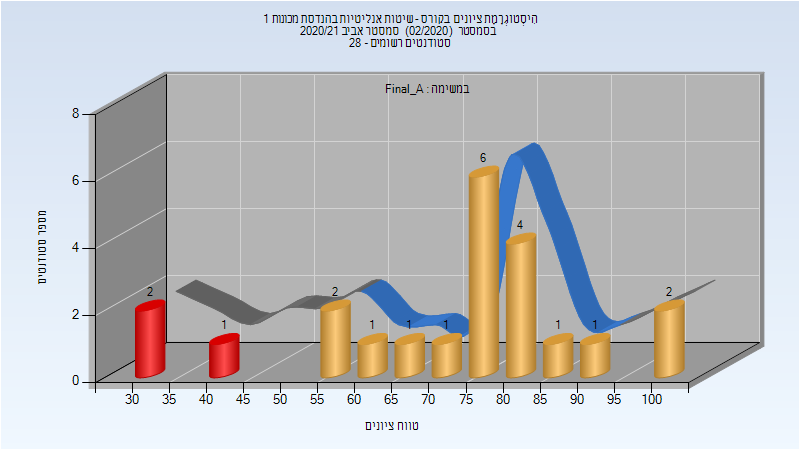 היסטוגרמת ציונים בקורס - שיטות אנליטיות בהנדסת מכונות 1
בסמסטר (02/2020) סמסטר אביב 2020/21
סטודנטים רשומים - 28
במשימה : Final_A
מספר סטודנטים
8
6
4
2
0
2
1
2
1
1
1
6
4
1
1
2
30 35 40 45 50 55 60 65 70 75 80 85 90 95 100
טווח ציונים